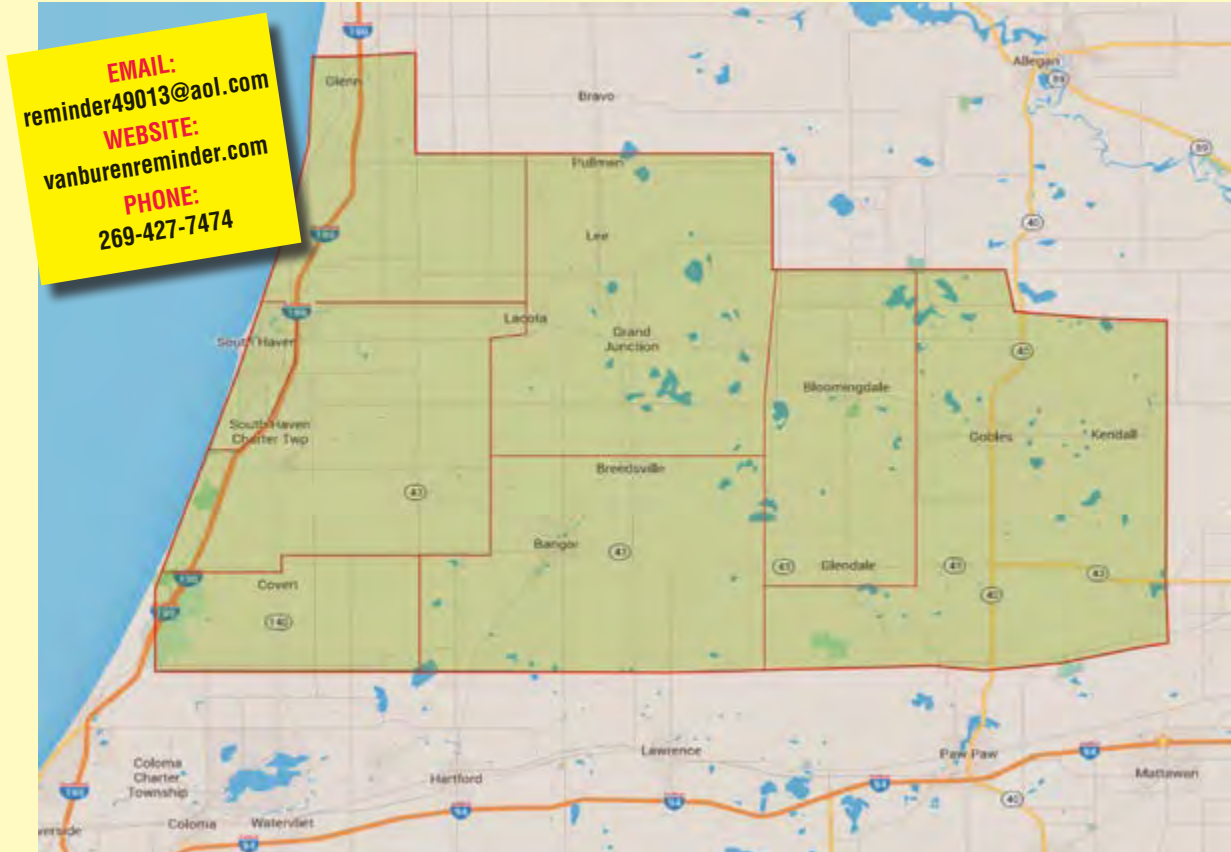 EMAIL:
reminder49013@aol.com
WEBSITE:
vanburenreminder.com
PHONE:
269-427-7474
196
Glenn
Bravo
Allegan
89
89
Pullman
40
196
Lee
196
Lacota
South Haven
Grand
Junction
40
Bloomingdale
South Haven
Charter Twp
Gobles
Kendall
Breedsville
43
Bangor
43
43
Glendale
43
43
196
Covert
40
196
140
Lawrence
Paw Paw
94
Coloma
Charter
Township
Hartford
Mattawan
196
94
94
94
40
verside
Coloma
Watervliet
94